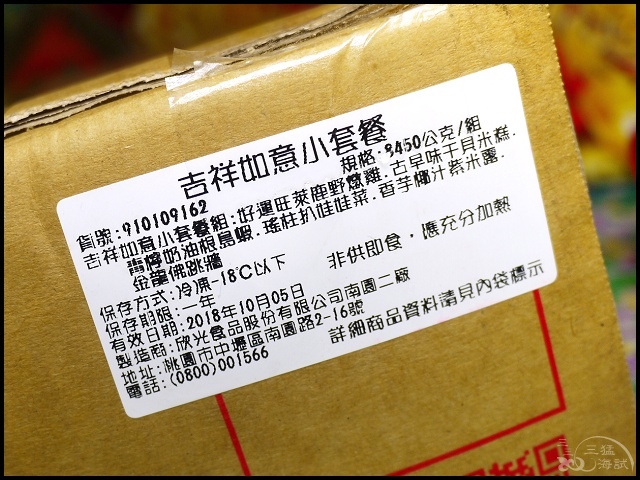 吉祥如意小套餐
貨號:910109162
規格:8450公克/組
吉祥如意小套餐組:好運旺萊鹿野燉雞.古早味干貝米糕.
青檸奶油根島蝦.瑤柱扒娃娃菜.香芋椰汁紫米露.
金龍佛跳牆
保存方式:冷凍-18℃以下
非供即食,應充分加熱
保存期限:一年
有效日期:2018年10月05日
製造商:欣光食品股份有限公司南園二廠
地址:桃園市中壢區南園路2-16號
電話:(0800)001566
詳細商品資料請見內袋標示
三猛
海試